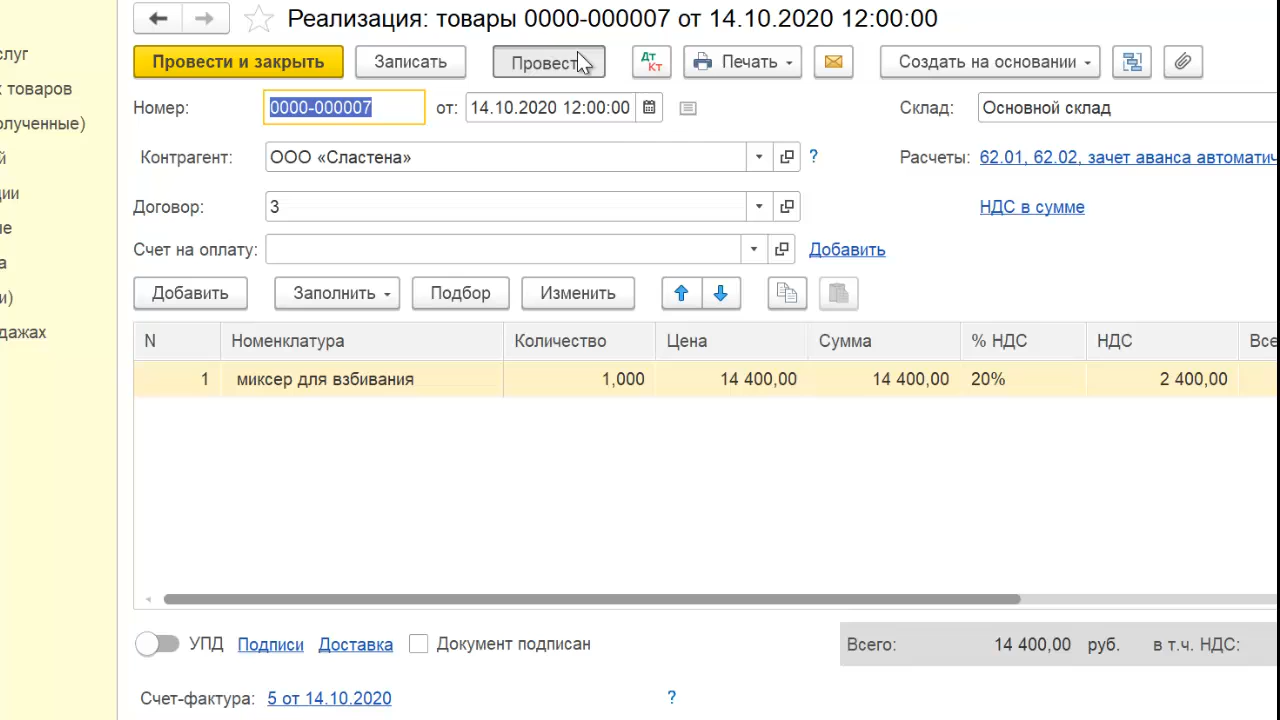 Реализация: товары 0000-000007 от 14.10.2020 12:00:00
слуг
Провести и закрыть Записать Провест Дт Кт Печать Создать на основании
к товаров
Номер: 0000-000007 от: 14.10.2020 12:00:00 Склад: Основной склад
олученные)
й Контрагент: ООО «Сластена» ? Расчеты: 62.01, 62.02, зачет аванса автоматич
ции Договор: 3 НДС в сумме
ые
а Счет на оплату: Добавить
и) Добавить Заполнить Подбор Изменить
дажах N Номенклатура Количество Цена Сумма % НДС НДС Все
1 миксер для взбивания 1,000 14 400,00 14 400,00 20% 2 400,00
УПД Подписи Доставка Документ подписан Всего: 14 400,00 руб. в т.ч. НДС:
Счет-фактура: 5 от 14.10.2020 ?